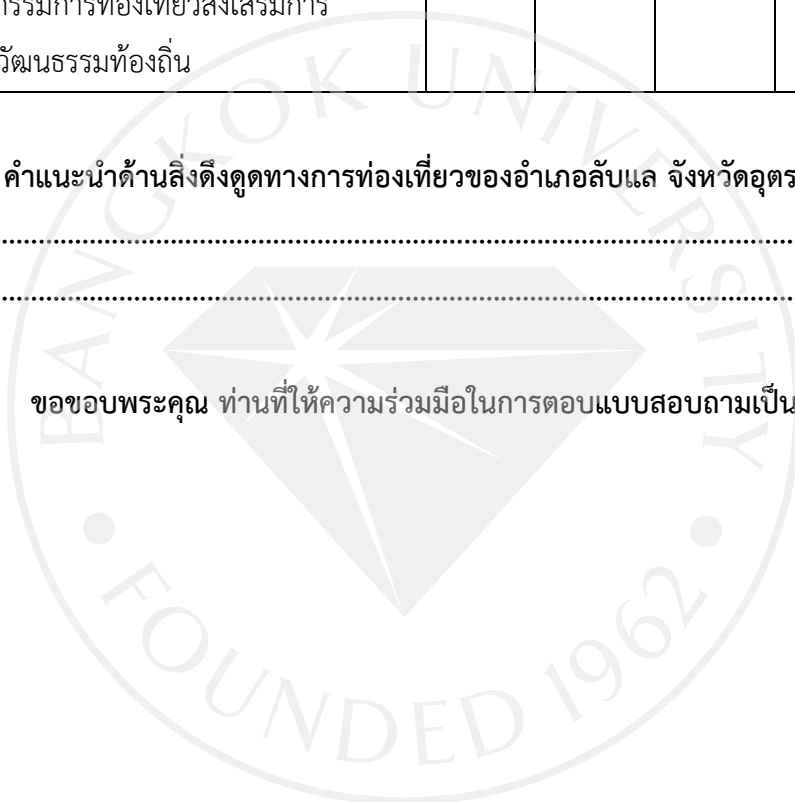 กรรมการท่องเที่ยวส่งเสริมการ
วัฒนธรรมท้องถิ่น
คำแนะนำด้านสิ่งดึงดูดทางการท่องเที่ยวของอำเภอลับแล จังหวัดอุตร
................................................................................
................................................................................
ขอขอบพระคุณ ท่านที่ให้ความร่วมมือในการตอบแบบสอบถามเป็น
BANGKOK UNIVERSITY
• FOUNDED 1962 •